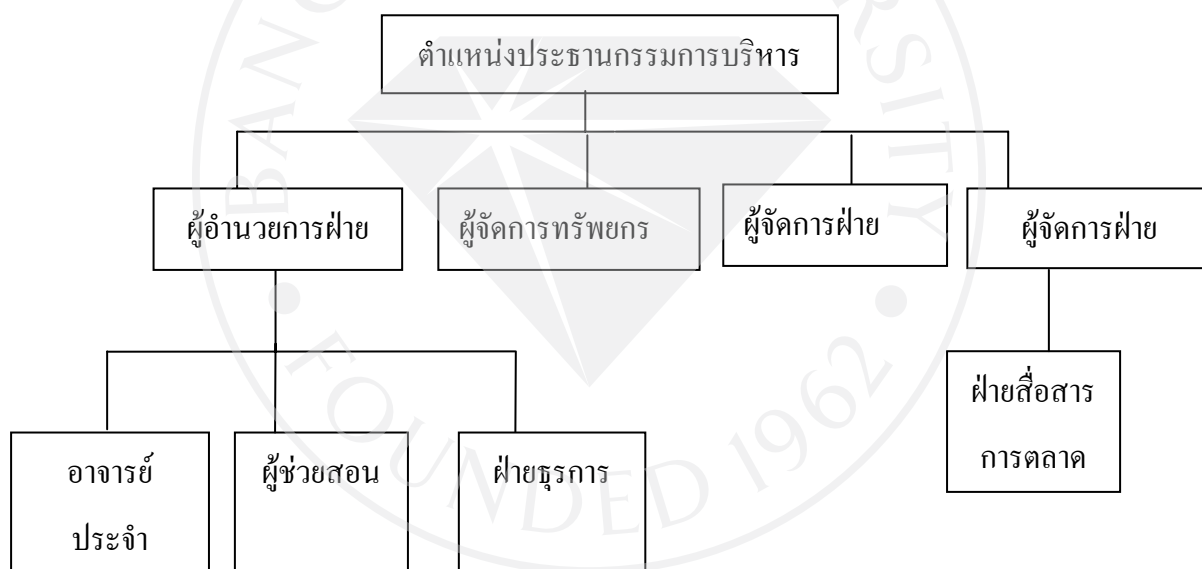 ตำแหน่งประธานกรรมการบริหาร
ผู้อำนวยการฝ่าย
ผู้จัดการทรัพยกร
ผู้จัดการฝ่าย
ผู้จัดการฝ่าย
ฝ่ายสื่อสาร
การตลาด
อาจารย์
ประจำ
ผู้ช่วยสอน
ฝ่ายธุรการ
FOUNDED 1962